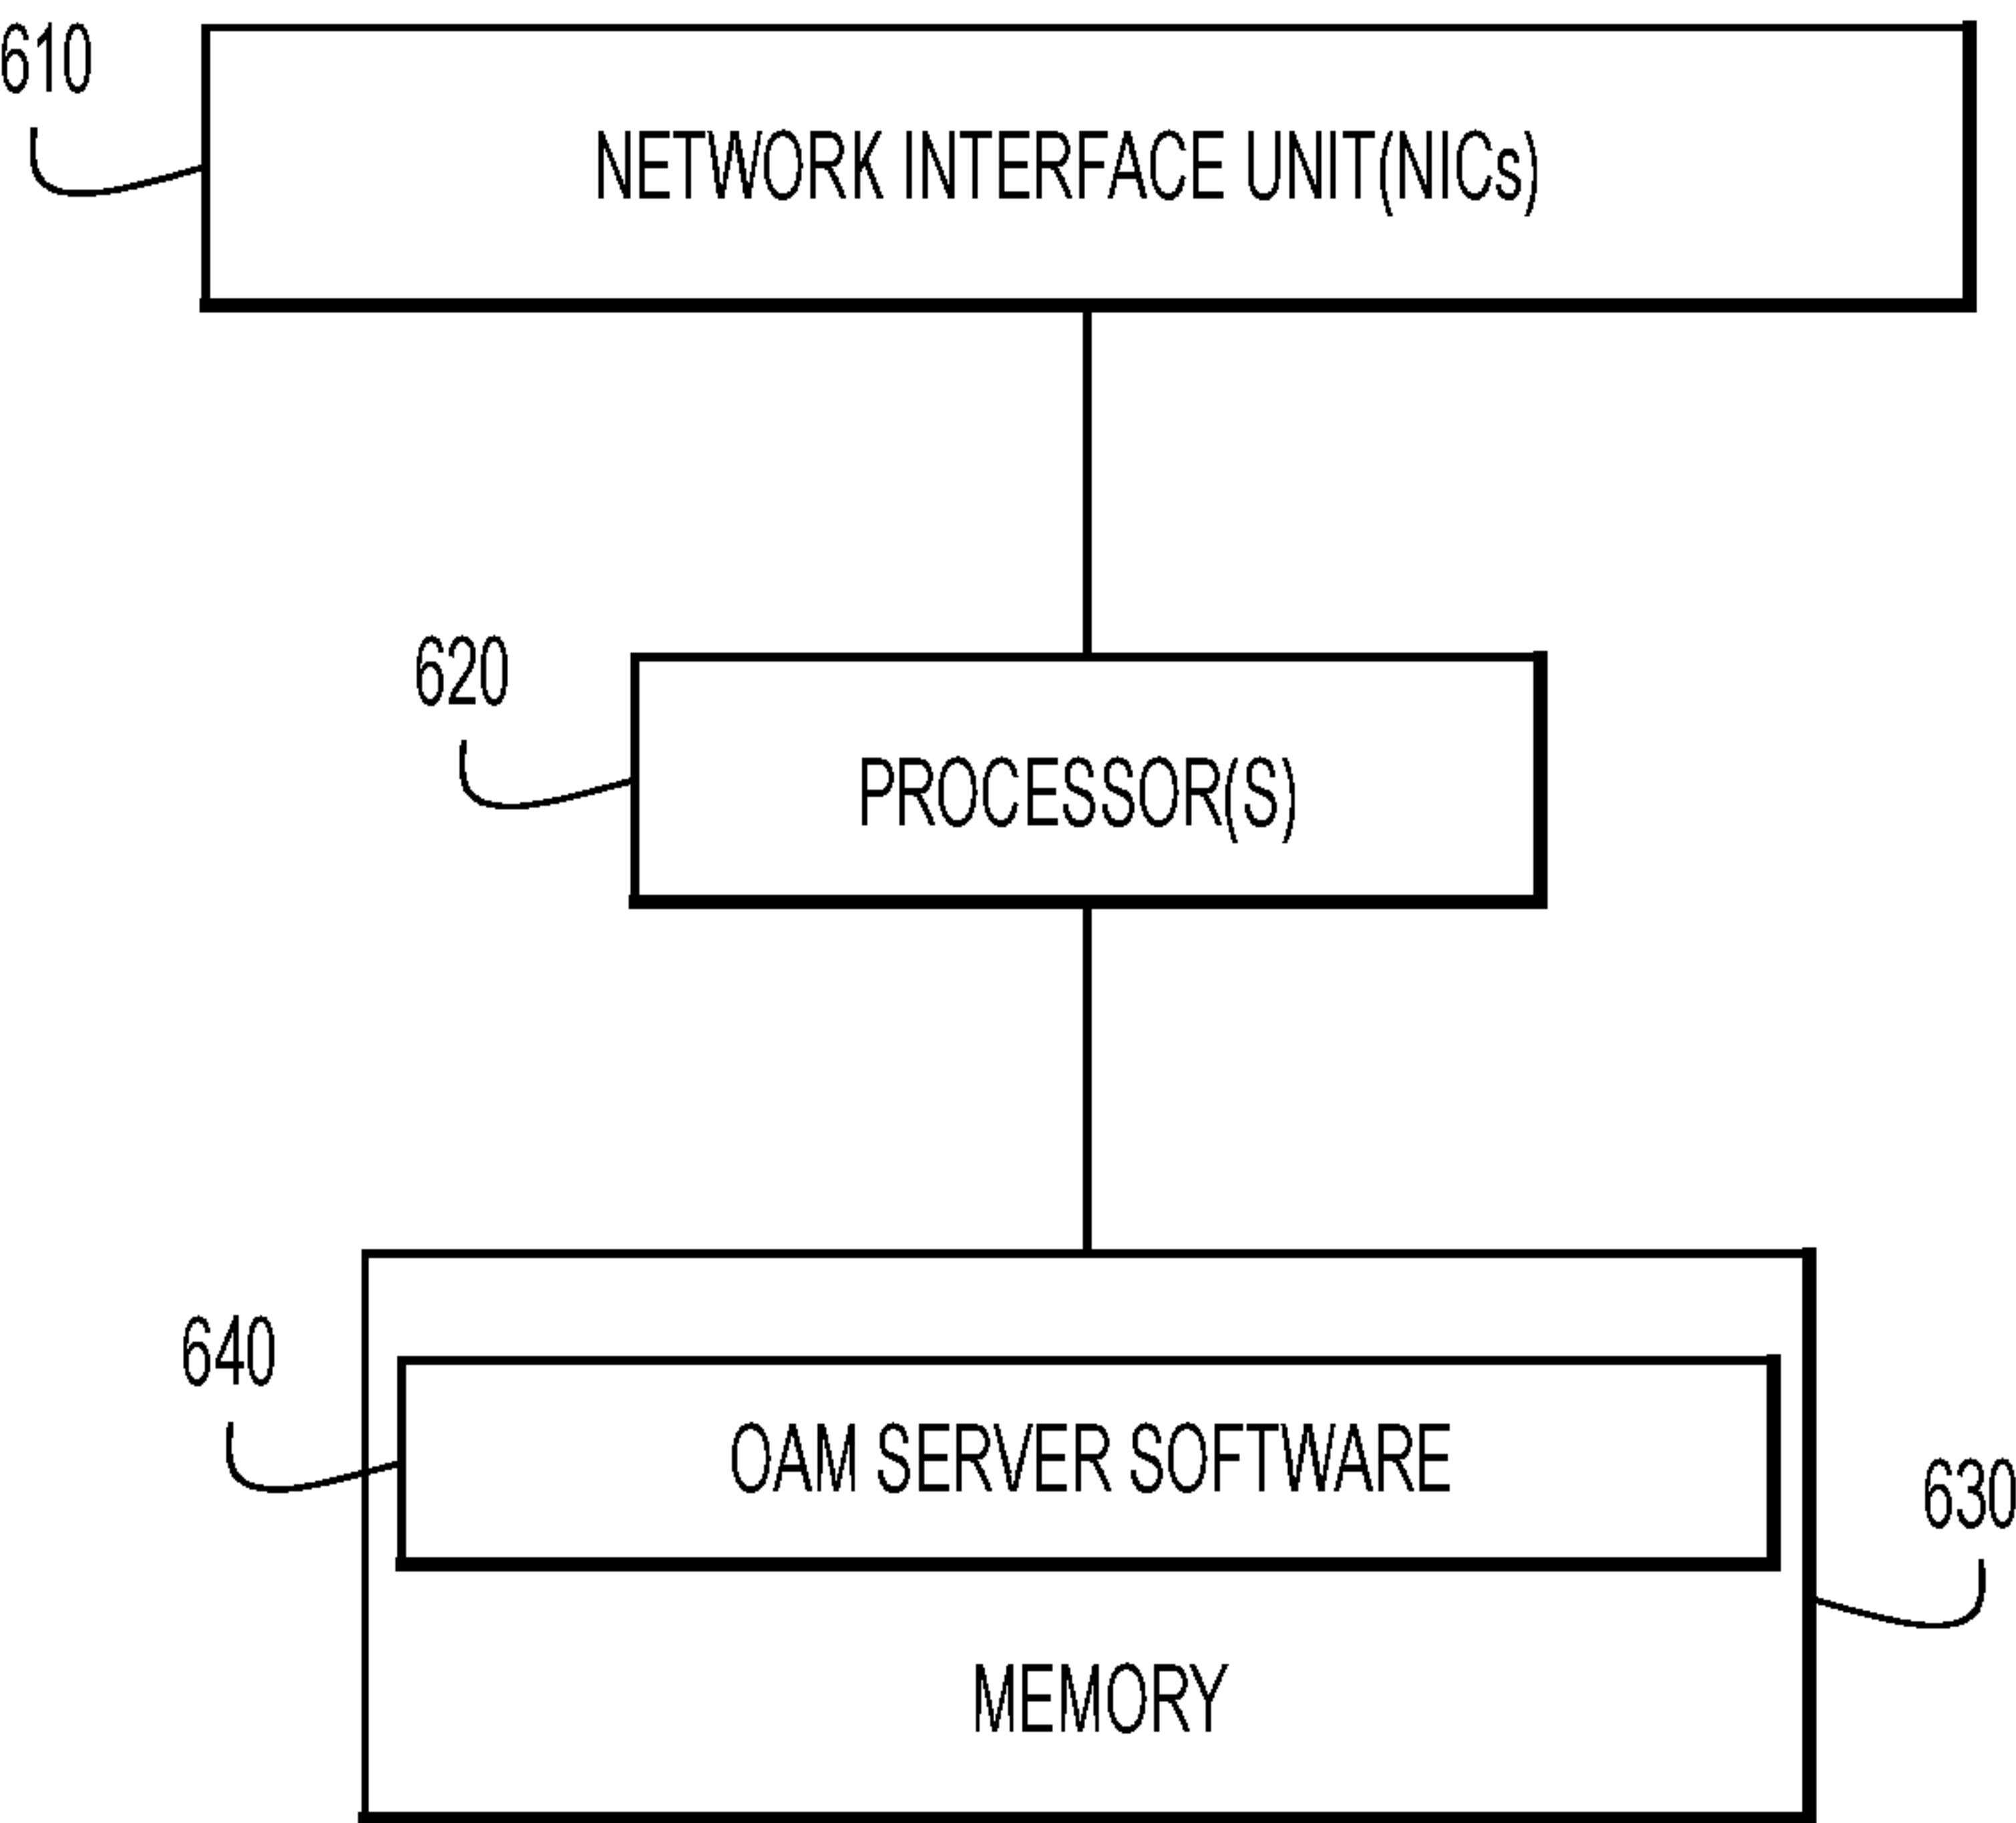 610
NETWORK INTERFACE UNIT(NICs)
620
PROCESSOR(S)
640
OAM SERVER SOFTWARE
630
MEMORY